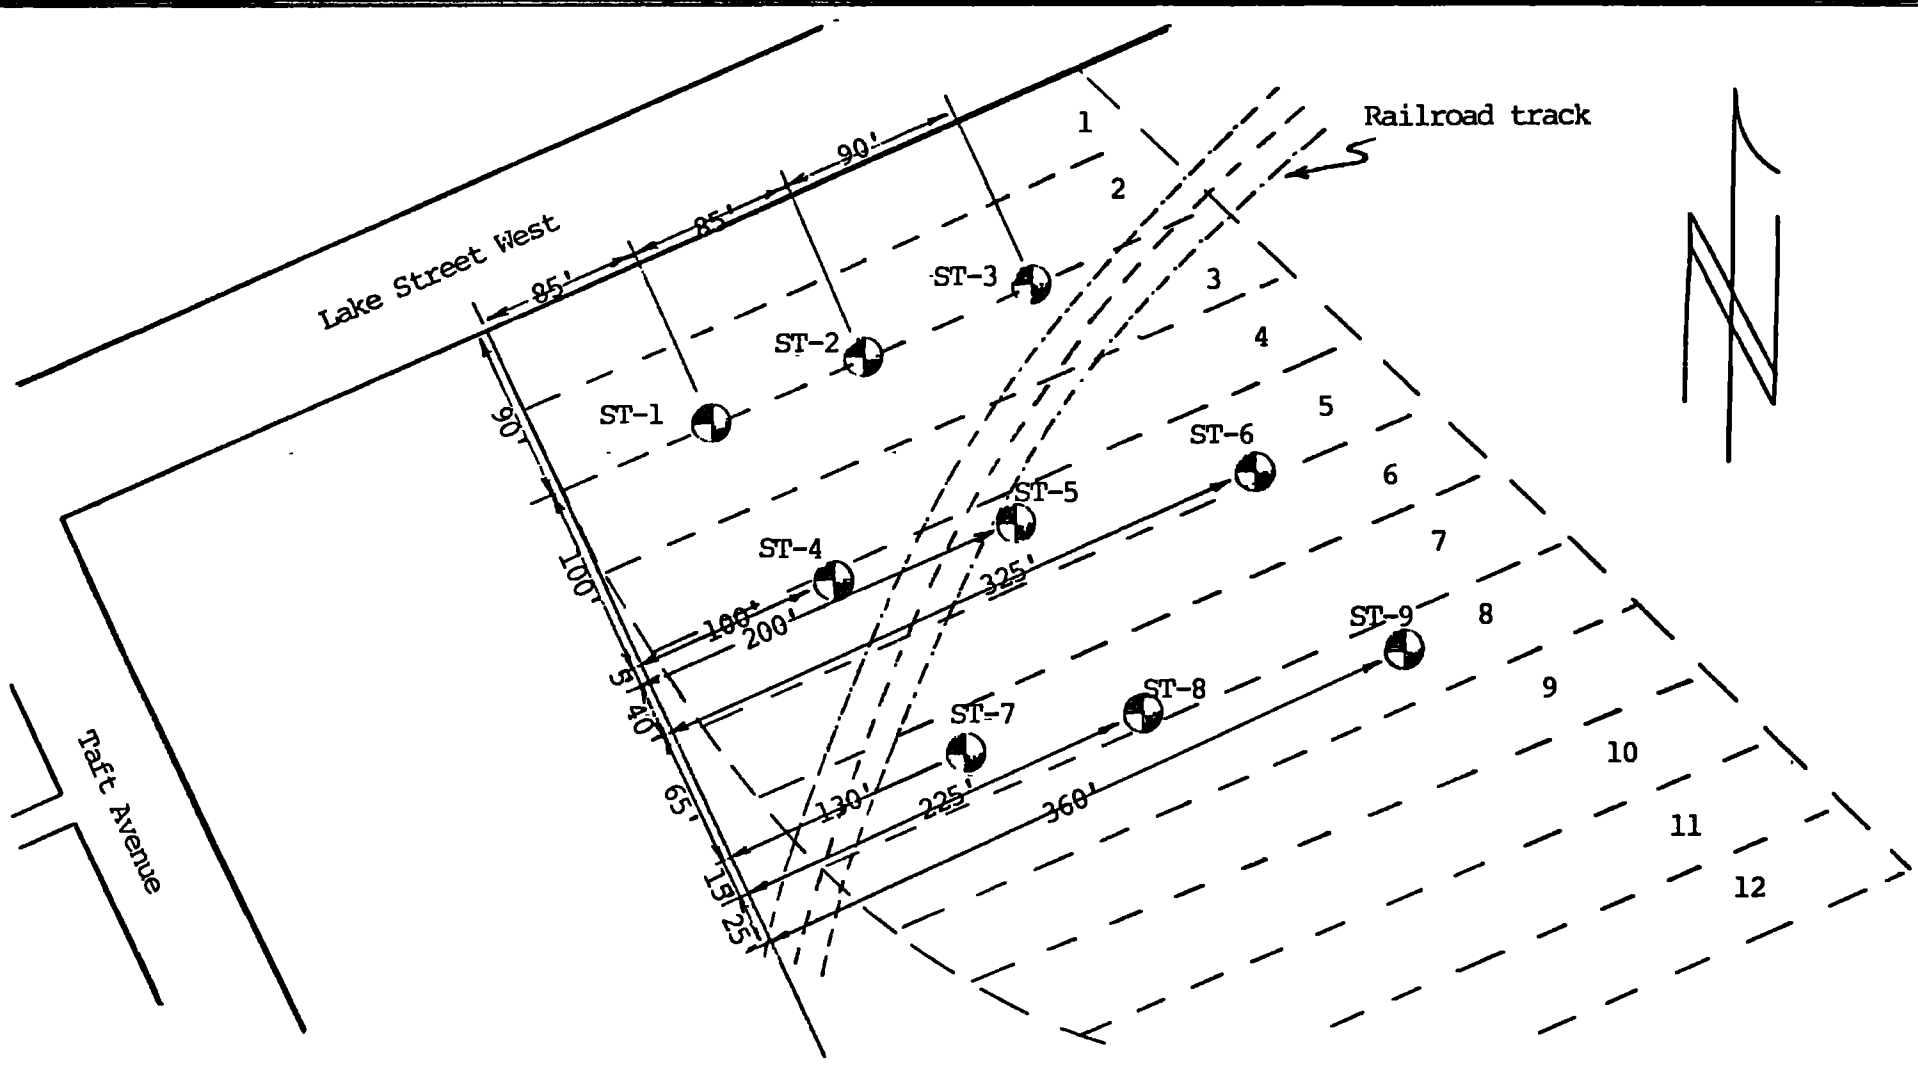 Railroad track
1
90'
2
85'
Lake Street West
3
ST-3
85'
4
ST-2
5
ST-1
90'
ST-6
6
ST-5
7
ST-4
100'
325'
100'
200'
8
ST-9
5'
9
ST-8
40'
ST-7
10
Taft Avenue
65'
130'
225'
360'
11
15'
12
25'
N